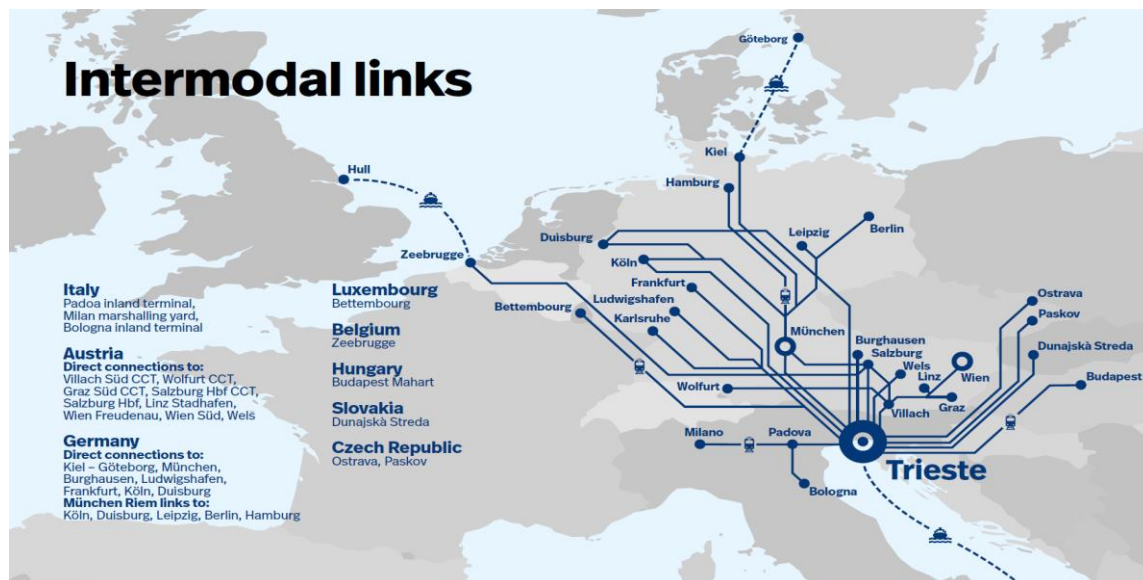 Intermodal links
Italy
Padoa inland terminal,
Milan marshalling yard,
Bologna inland terminal
Austria
Direct connections to:
Villach Süd CCT, Wolfurt CCT,
Graz Süd CCT, Salzburg Hbf CCT,
Salzburg Hbf, Linz Stadhafen,
Wien Freudenau, Wien Süd, Wels
Germany
Direct connections to:
Kiel – Göteborg, München,
Burghausen, Ludwigshafen,
Frankfurt, Köln, Duisburg
München Riem links to:
Köln, Duisburg, Leipzig, Berlin, Hamburg
Luxembourg
Bettembourg
Belgium
Zeebrugge
Hungary
Budapest Mahart
Slovakia
Dunajskà Streda
Czech Republic
Ostrava, Paskov
Göteborg
Kiel
Hull
Hamburg
Leipzig
Berlin
Duisburg
Zeebrugge
Köln
Frankfurt
Ludwigshafen
Bettembourg
Karlsruhe
München
Ostrava
Paskov
Burghausen
Salzburg
Dunajskà Streda
Wels
Linz
Wien
Budapest
Wolfurt
Villach
Graz
Milano
Padova
Trieste
Bologna